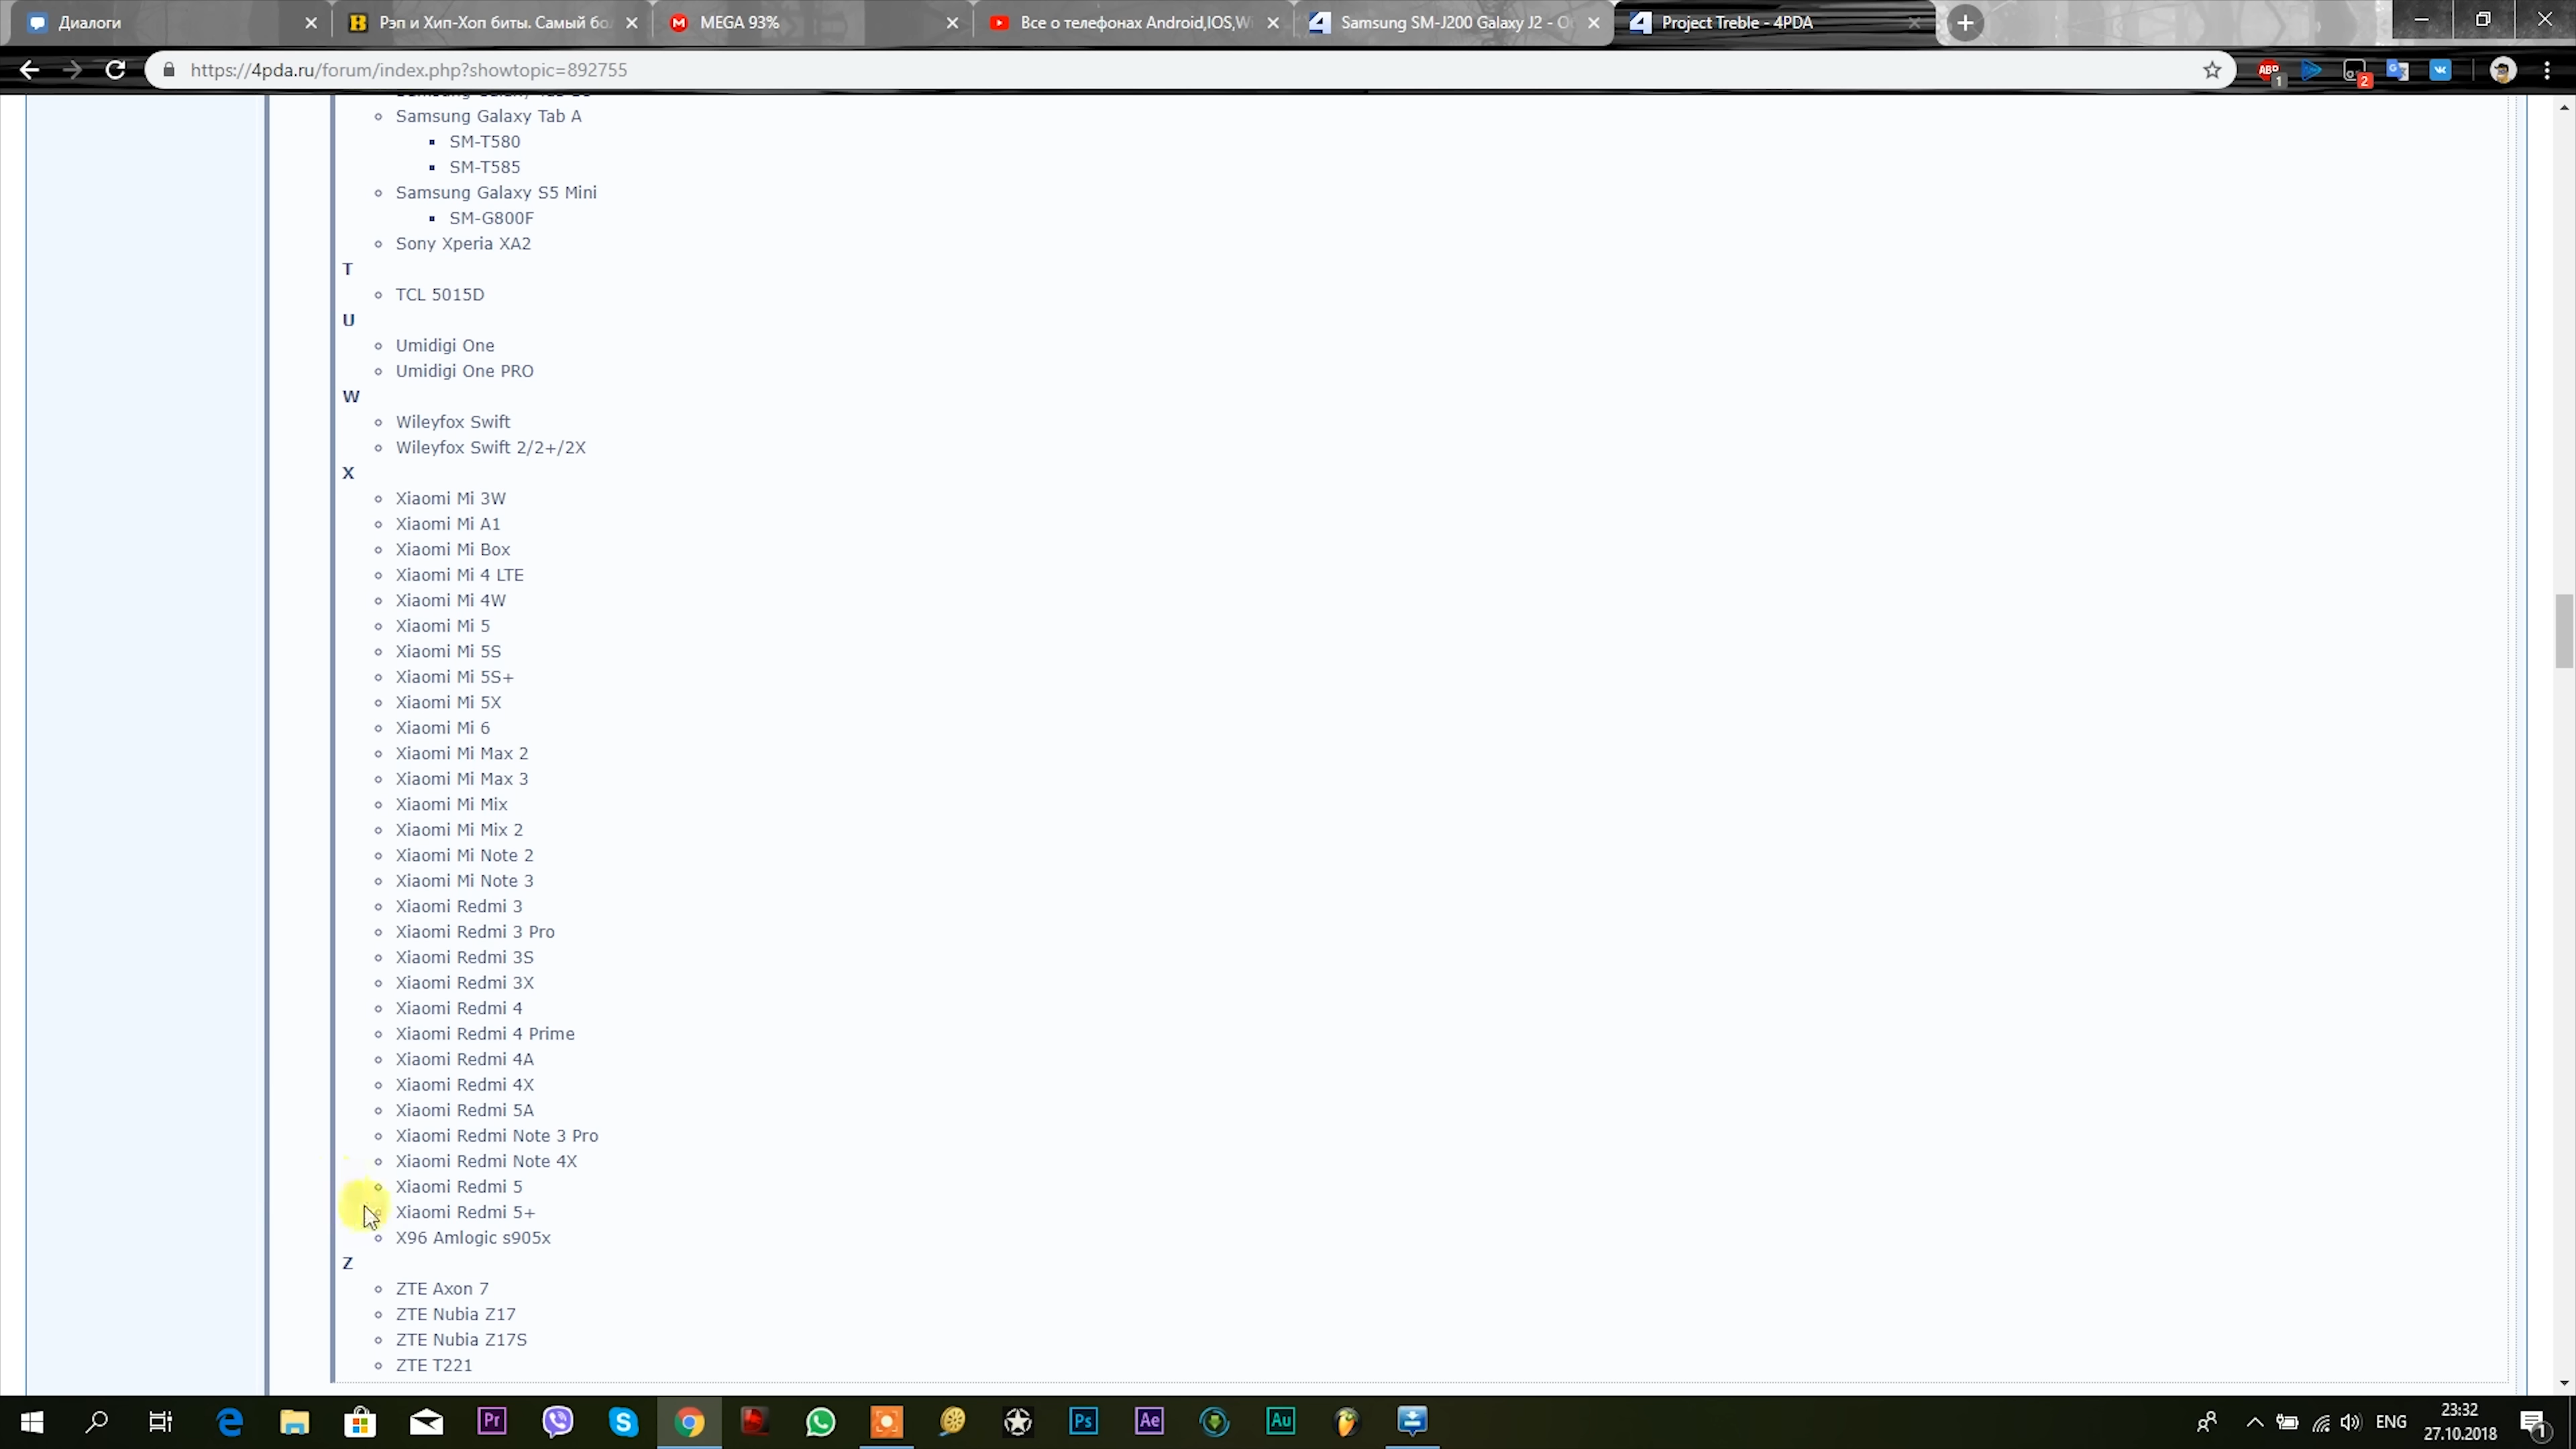 Диалоги
Рэп и Хип-Хоп биты. Самый бо
MEGA 93%
Все о телефонах Android,IOS,W
Samsung SM-J200 Galaxy J2 - O
Project Treble - 4PDA
https://4pda.ru/forum/index.php?showtopic=892755
ABP
1
2
Samsung Galaxy Tab A
SM-T580
SM-T585
Samsung Galaxy S5 Mini
SM-G800F
Sony Xperia XA2
T
TCL 5015D
U
Umidigi One
Umidigi One PRO
W
Wileyfox Swift
Wileyfox Swift 2/2+/2X
X
Xiaomi Mi 3W
Xiaomi Mi A1
Xiaomi Mi Box
Xiaomi Mi 4 LTE
Xiaomi Mi 4W
Xiaomi Mi 5
Xiaomi Mi 5S
Xiaomi Mi 5S+
Xiaomi Mi 5X
Xiaomi Mi 6
Xiaomi Mi Max 2
Xiaomi Mi Max 3
Xiaomi Mi Mix
Xiaomi Mi Mix 2
Xiaomi Mi Note 2
Xiaomi Mi Note 3
Xiaomi Redmi 3
Xiaomi Redmi 3 Pro
Xiaomi Redmi 3S
Xiaomi Redmi 3X
Xiaomi Redmi 4
Xiaomi Redmi 4 Prime
Xiaomi Redmi 4A
Xiaomi Redmi 4X
Xiaomi Redmi 5A
Xiaomi Redmi Note 3 Pro
Xiaomi Redmi Note 4X
Xiaomi Redmi 5
Xiaomi Redmi 5+
X96 Amlogic s905x
Z
ZTE Axon 7
ZTE Nubia Z17
ZTE Nubia Z17S
ZTE T221
Pr
Ps
Ae
Au
ENG
23:32
27.10.2018
1